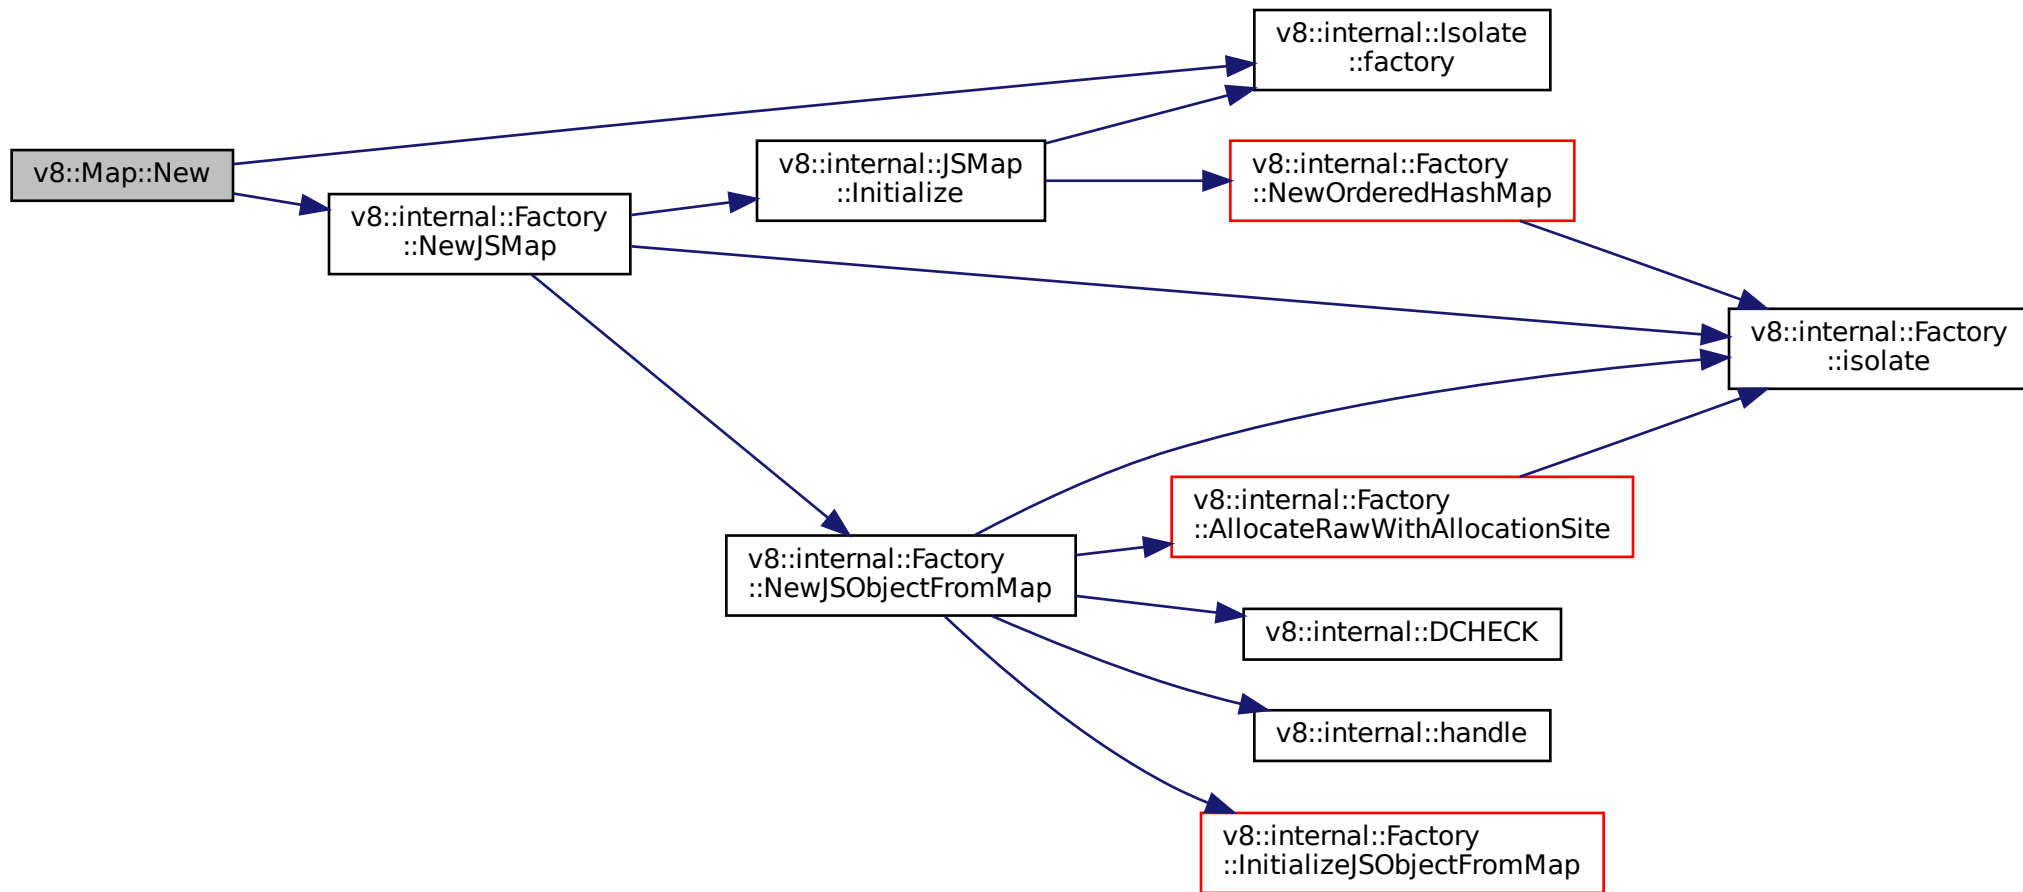 v8::Map::New
v8::internal::Factory
::NewJSMap
v8::internal::JSMap
::Initialize
v8::internal::Isolate
::factory
v8::internal::Factory
::NewOrderedHashMap
v8::internal::Factory
::isolate
v8::internal::Factory
::NewJSObjectFromMap
v8::internal::Factory
::AllocateRawWithAllocationSite
v8::internal::DCHECK
v8::internal::handle
v8::internal::Factory
::InitializeJSObjectFromMap